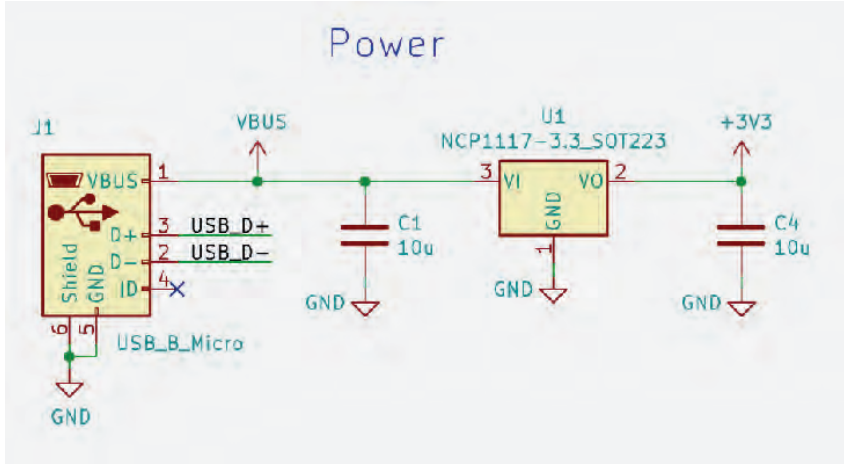 Power
J1
VBUS
U1
NCP1117-3.3_SOT223
+3V3
VBUS
1
3
VI
VO
2
GND
1
D+
3
USB_D+
D-
2
USB_D-
ID
4
Shield
GND
6
5
USB_B_Micro
GND
C1
10u
GND
GND
C4
10u
GND